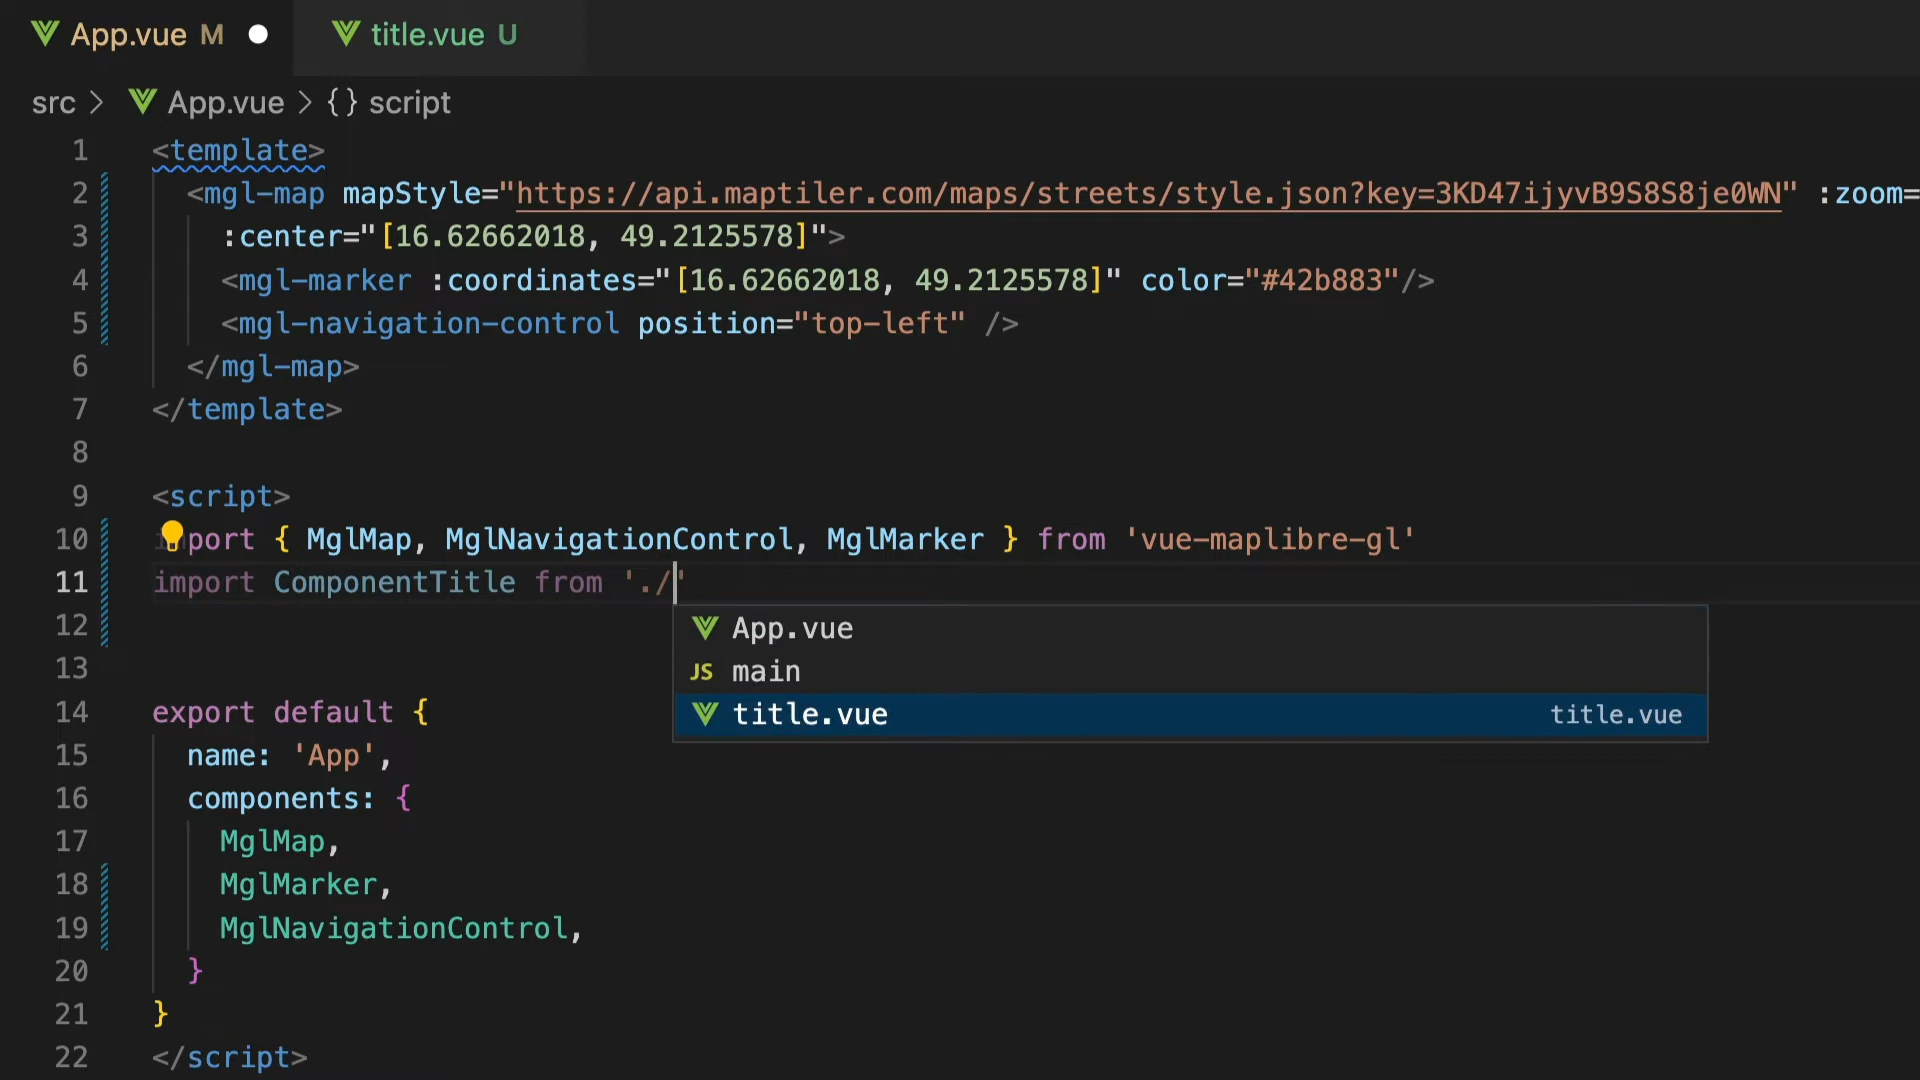 App.vue M
title.vue U
src > App.vue > {} script
1 <template>
2 <mgl-map mapStyle="https://api.maptiler.com/maps/streets/style.json?key=3KD47ijyvB9S8S8je0WN" :zoom=
3 :center="[16.62662018, 49.2125578]">
4 <mgl-marker :coordinates="[16.62662018, 49.2125578]" color="#42b883"/>
5 <mgl-navigation-control position="top-left" />
6 </mgl-map>
7 </template>
8
9 <script>
10 import { MglMap, MglNavigationControl, MglMarker } from 'vue-maplibre-gl'
11 import ComponentTitle from './'
12
App.vue
JS main
title.vue title.vue
13
14 export default {
15 name: 'App',
16 components: {
17 MglMap,
18 MglMarker,
19 MglNavigationControl,
20 }
21 }
22 </script>